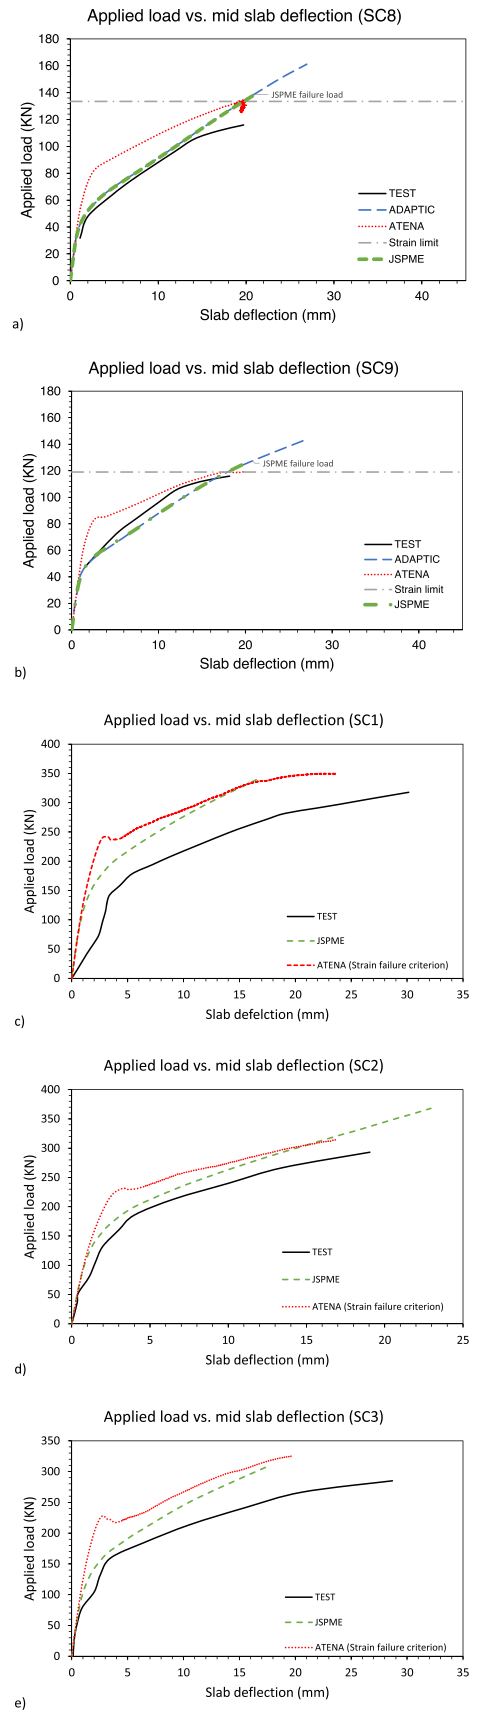 Applied load vs. mid slab deflection (SC8)
180
160
140
120
100
80
60
40
20
0
Applied load (KN)
JSPME failure load
TEST
ADAPTIC
ATENA
Strain limit
JSPME
0 10 20 30 40
Slab deflection (mm)
a)
Applied load vs. mid slab deflection (SC9)
180
160
140
120
100
80
60
40
20
0
Applied load (KN)
JSPME failure load
TEST
ADAPTIC
ATENA
Strain limit
JSPME
0 10 20 30 40
Slab deflection (mm)
b)
Applied load vs. mid slab deflection (SC1)
400
350
300
250
200
150
100
50
0
Applied load (KN)
TEST
JSPME
ATENA (Strain failure criterion)
0 5 10 15 20 25 30 35
Slab defelction (mm)
c)
Applied load vs. mid slab deflection (SC2)
400
350
300
250
200
150
100
50
0
Applied load (KN)
TEST
JSPME
ATENA (Strain failure criterion)
0 5 10 15 20 25
Slab deflection (mm)
d)
Applied load vs. mid slab deflection (SC3)
350
300
250
200
150
100
50
0
Applied load (KN)
TEST
JSPME
ATENA (Strain failure criterion)
0 5 10 15 20 25 30 35
Slab deflection (mm)
e)